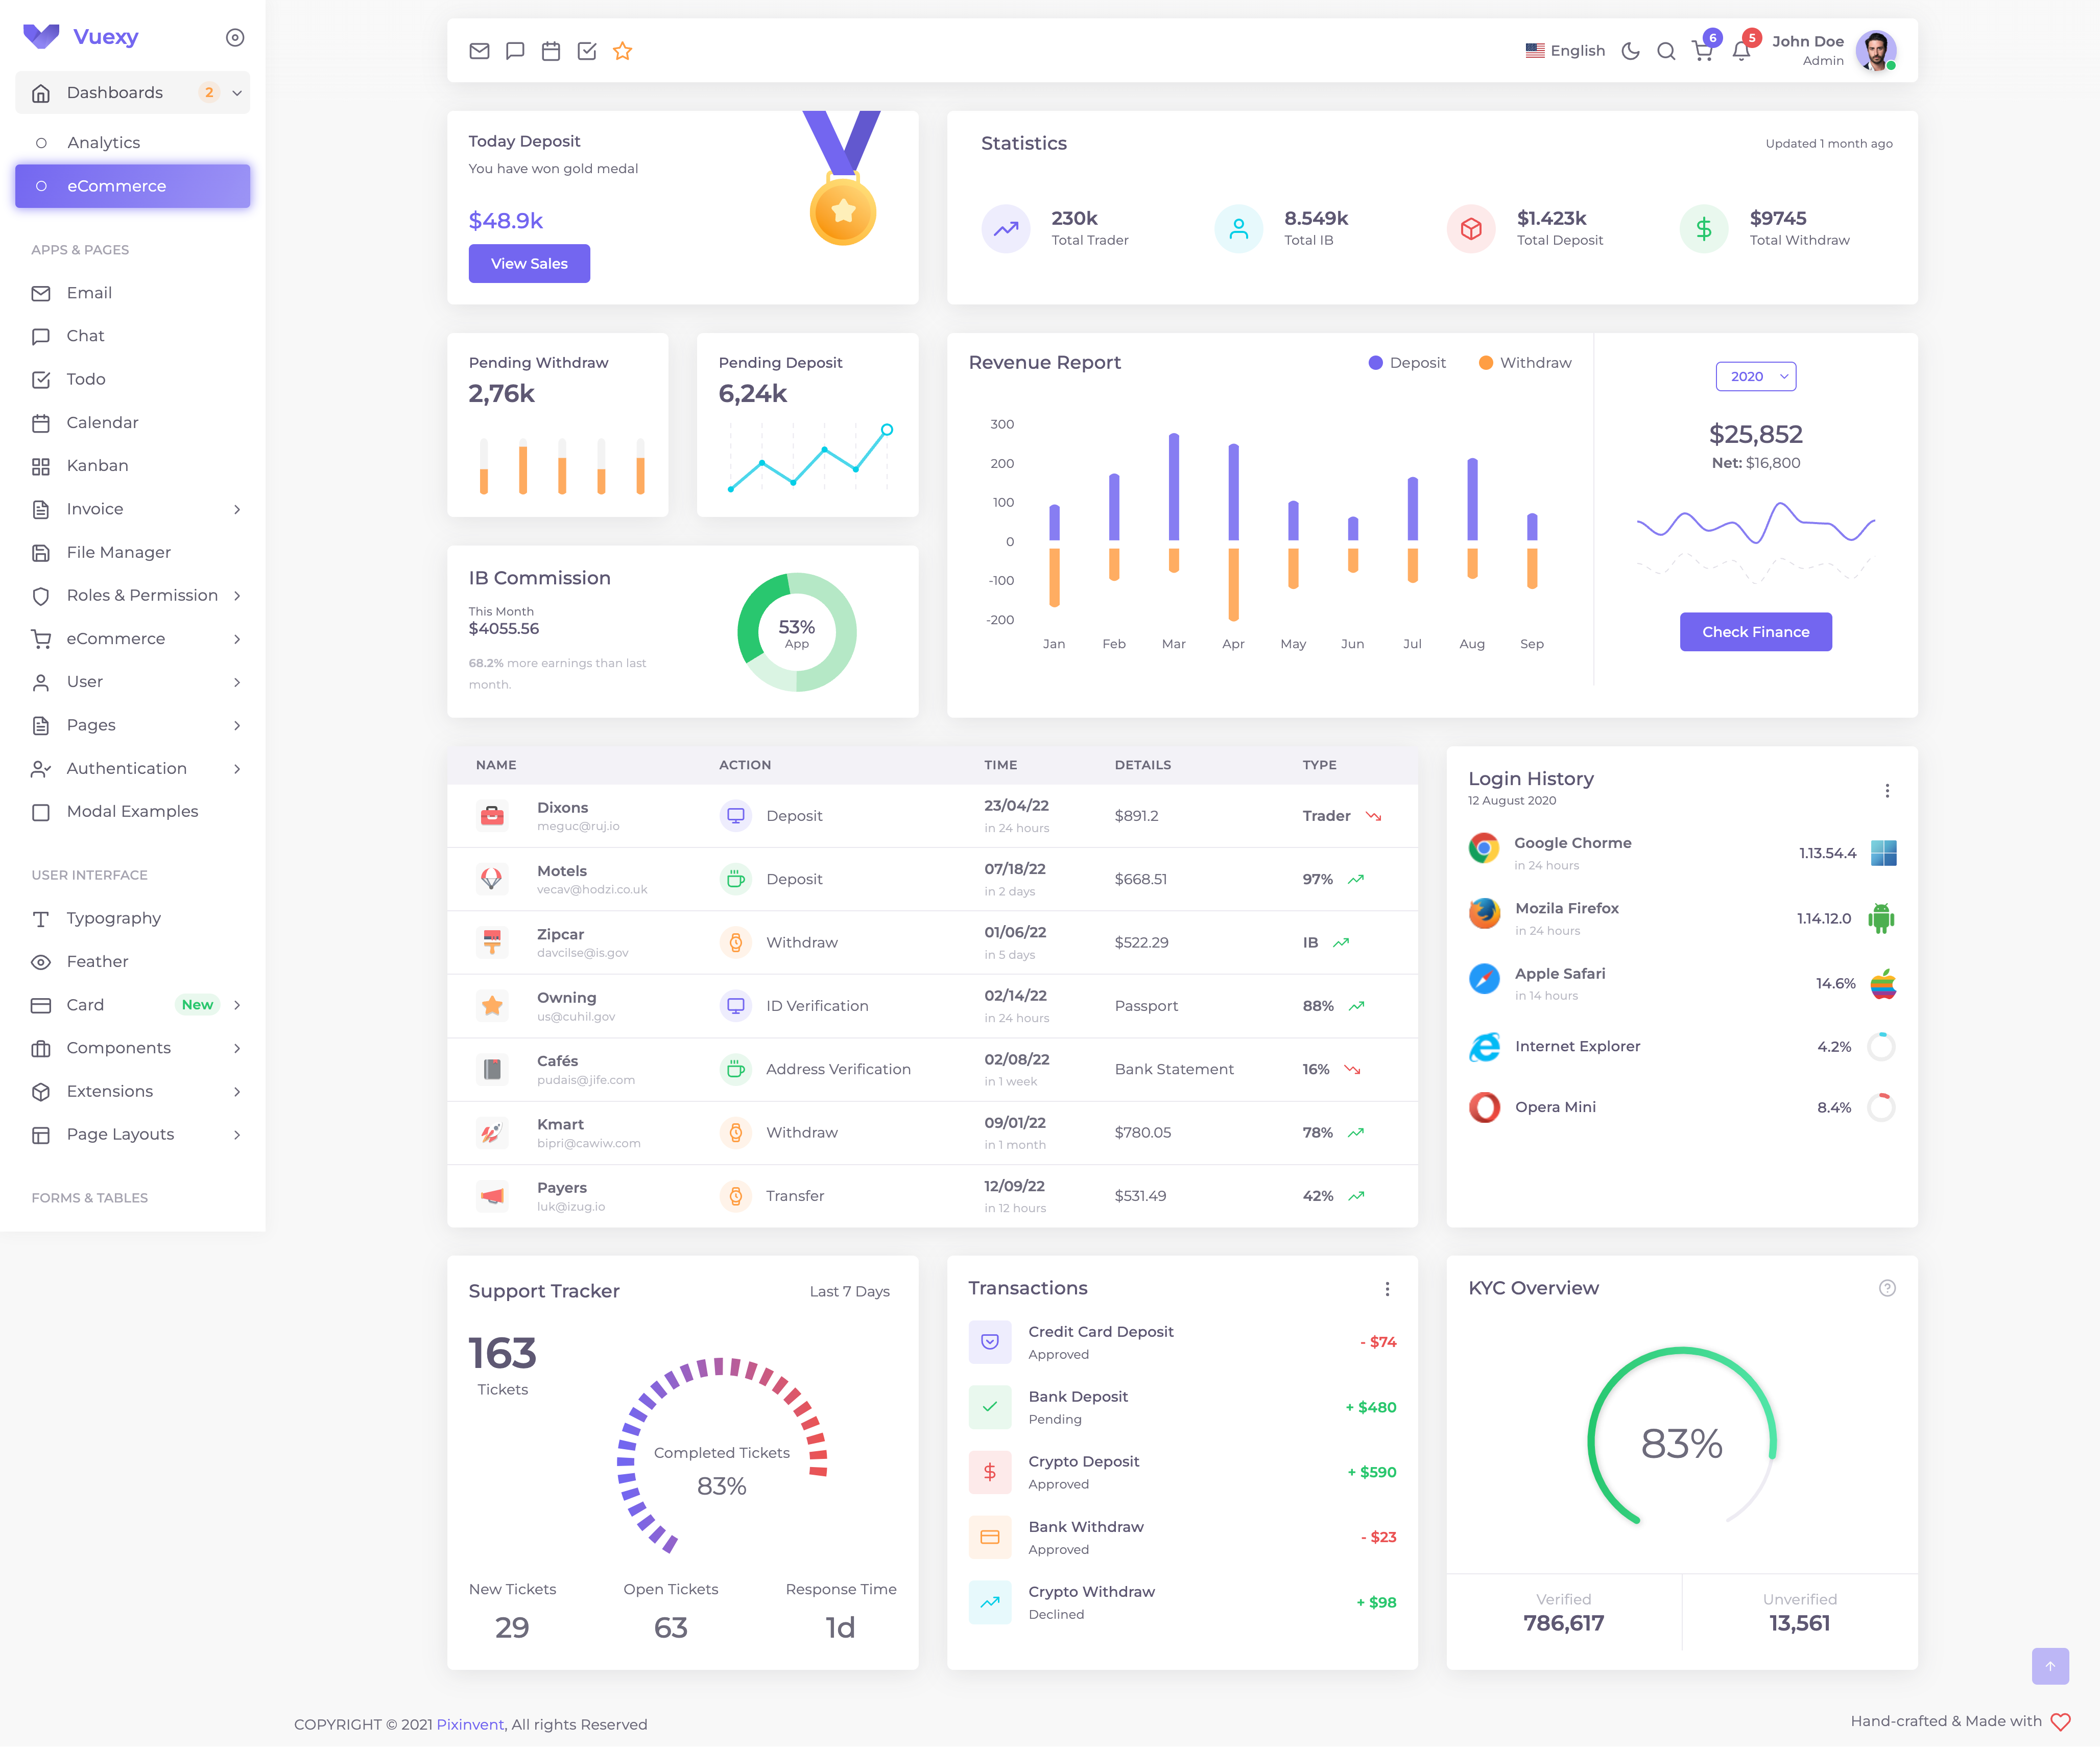 Vuexy
Dashboards 2
Analytics
eCommerce
APPS & PAGES
Email
Chat
Todo
Calendar
Kanban
Invoice
File Manager
Roles & Permission
eCommerce
User
Pages
Authentication
Modal Examples
USER INTERFACE
Typography
Feather
Card New
Components
Extensions
Page Layouts
FORMS & TABLES
English
6
5
John Doe
Admin
Today Deposit
You have won gold medal
$48.9k
View Sales
Statistics
Updated 1 month ago
230k
Total Trader
8.549k
Total IB
$1.423k
Total Deposit
$9745
Total Withdraw
Pending Withdraw
2,76k
Pending Deposit
6,24k
IB Commission
This Month
$4055.56
68.2% more earnings than last
month.
53%
App
Revenue Report
Deposit Withdraw
300
200
100
0
-100
-200
Jan Feb Mar Apr May Jun Jul Aug Sep
2020
$25,852
Net: $16,800
Check Finance
NAME ACTION TIME DETAILS TYPE
Dixons
meguc@ruj.io
Deposit
23/04/22
in 24 hours
$891.2
Trader
Motels
vecav@hodzi.co.uk
Deposit
07/18/22
in 2 days
$668.51
97%
Zipcar
davcilse@is.gov
Withdraw
01/06/22
in 5 days
$522.29
IB
Owning
us@cuhil.gov
ID Verification
02/14/22
in 24 hours
Passport
88%
Cafés
pudais@jife.com
Address Verification
02/08/22
in 1 week
Bank Statement
16%
Kmart
bipri@cawiw.com
Withdraw
09/01/22
in 1 month
$780.05
78%
Payers
luk@izug.io
Transfer
12/09/22
in 12 hours
$531.49
42%
Login History
12 August 2020
Google Chorme
in 24 hours
1.13.54.4
Mozila Firefox
in 24 hours
1.14.12.0
Apple Safari
in 14 hours
14.6%
Internet Explorer
4.2%
Opera Mini
8.4%
Support Tracker
Last 7 Days
163
Tickets
Completed Tickets
83%
New Tickets
29
Open Tickets
63
Response Time
1d
Transactions
Credit Card Deposit
Approved
- $74
Bank Deposit
Pending
+ $480
Crypto Deposit
Approved
+ $590
Bank Withdraw
Approved
- $23
Crypto Withdraw
Declined
+ $98
KYC Overview
83%
Verified
786,617
Unverified
13,561
COPYRIGHT © 2021 Pixinvent, All rights Reserved
Hand-crafted & Made with